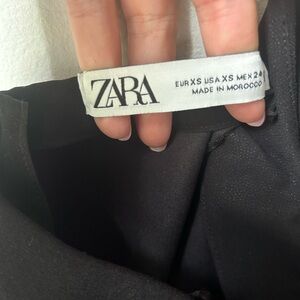 ZARA
EUR XS USA XS MEX 24
MADE IN MOROCCO